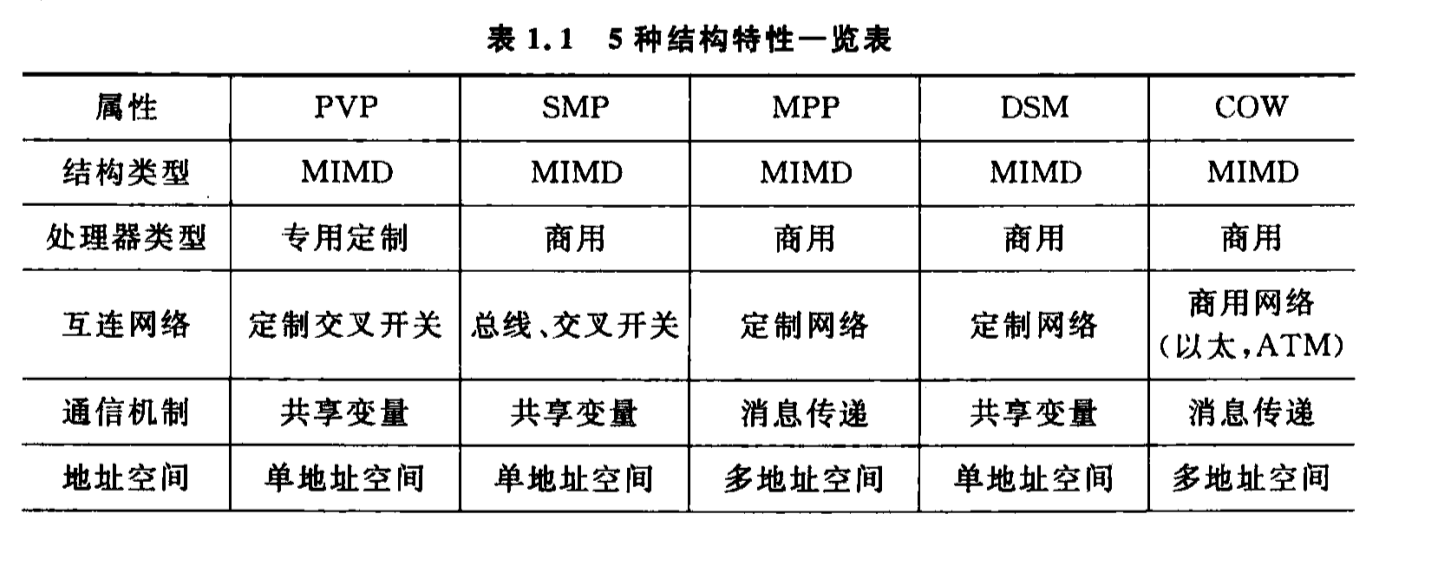 表 1.1 5 种结构特性一览表
属性 PVP SMP MPP DSM COW
结构类型 MIMD MIMD MIMD MIMD MIMD
处理器类型 专用定制 商用 商用 商用 商用
互连网络 定制交叉开关 总线、交叉开关 定制网络 定制网络 商用网络
(以太,ATM)
通信机制 共享变量 共享变量 消息传递 共享变量 消息传递
地址空间 单地址空间 单地址空间 多地址空间 单地址空间 多地址空间